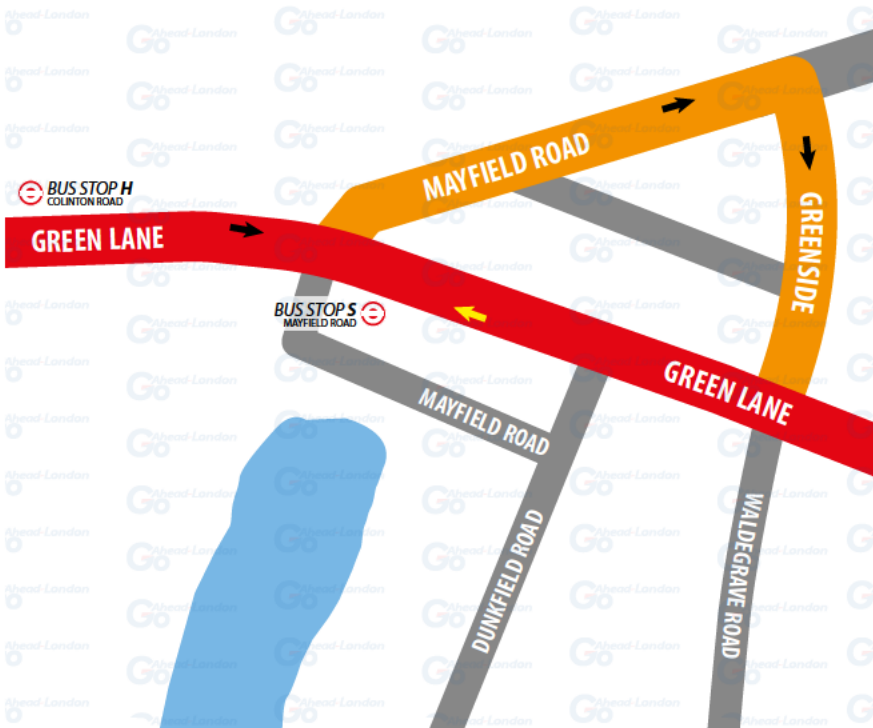 BUS STOP H
COLINTON ROAD
GREEN LANE
MAYFIELD ROAD
GREENSIDE
BUS STOP S
MAYFIELD ROAD
GREEN LANE
MAYFIELD ROAD
DUNKFIELD ROAD
WALDEGRAVE ROAD
Go Ahead-London